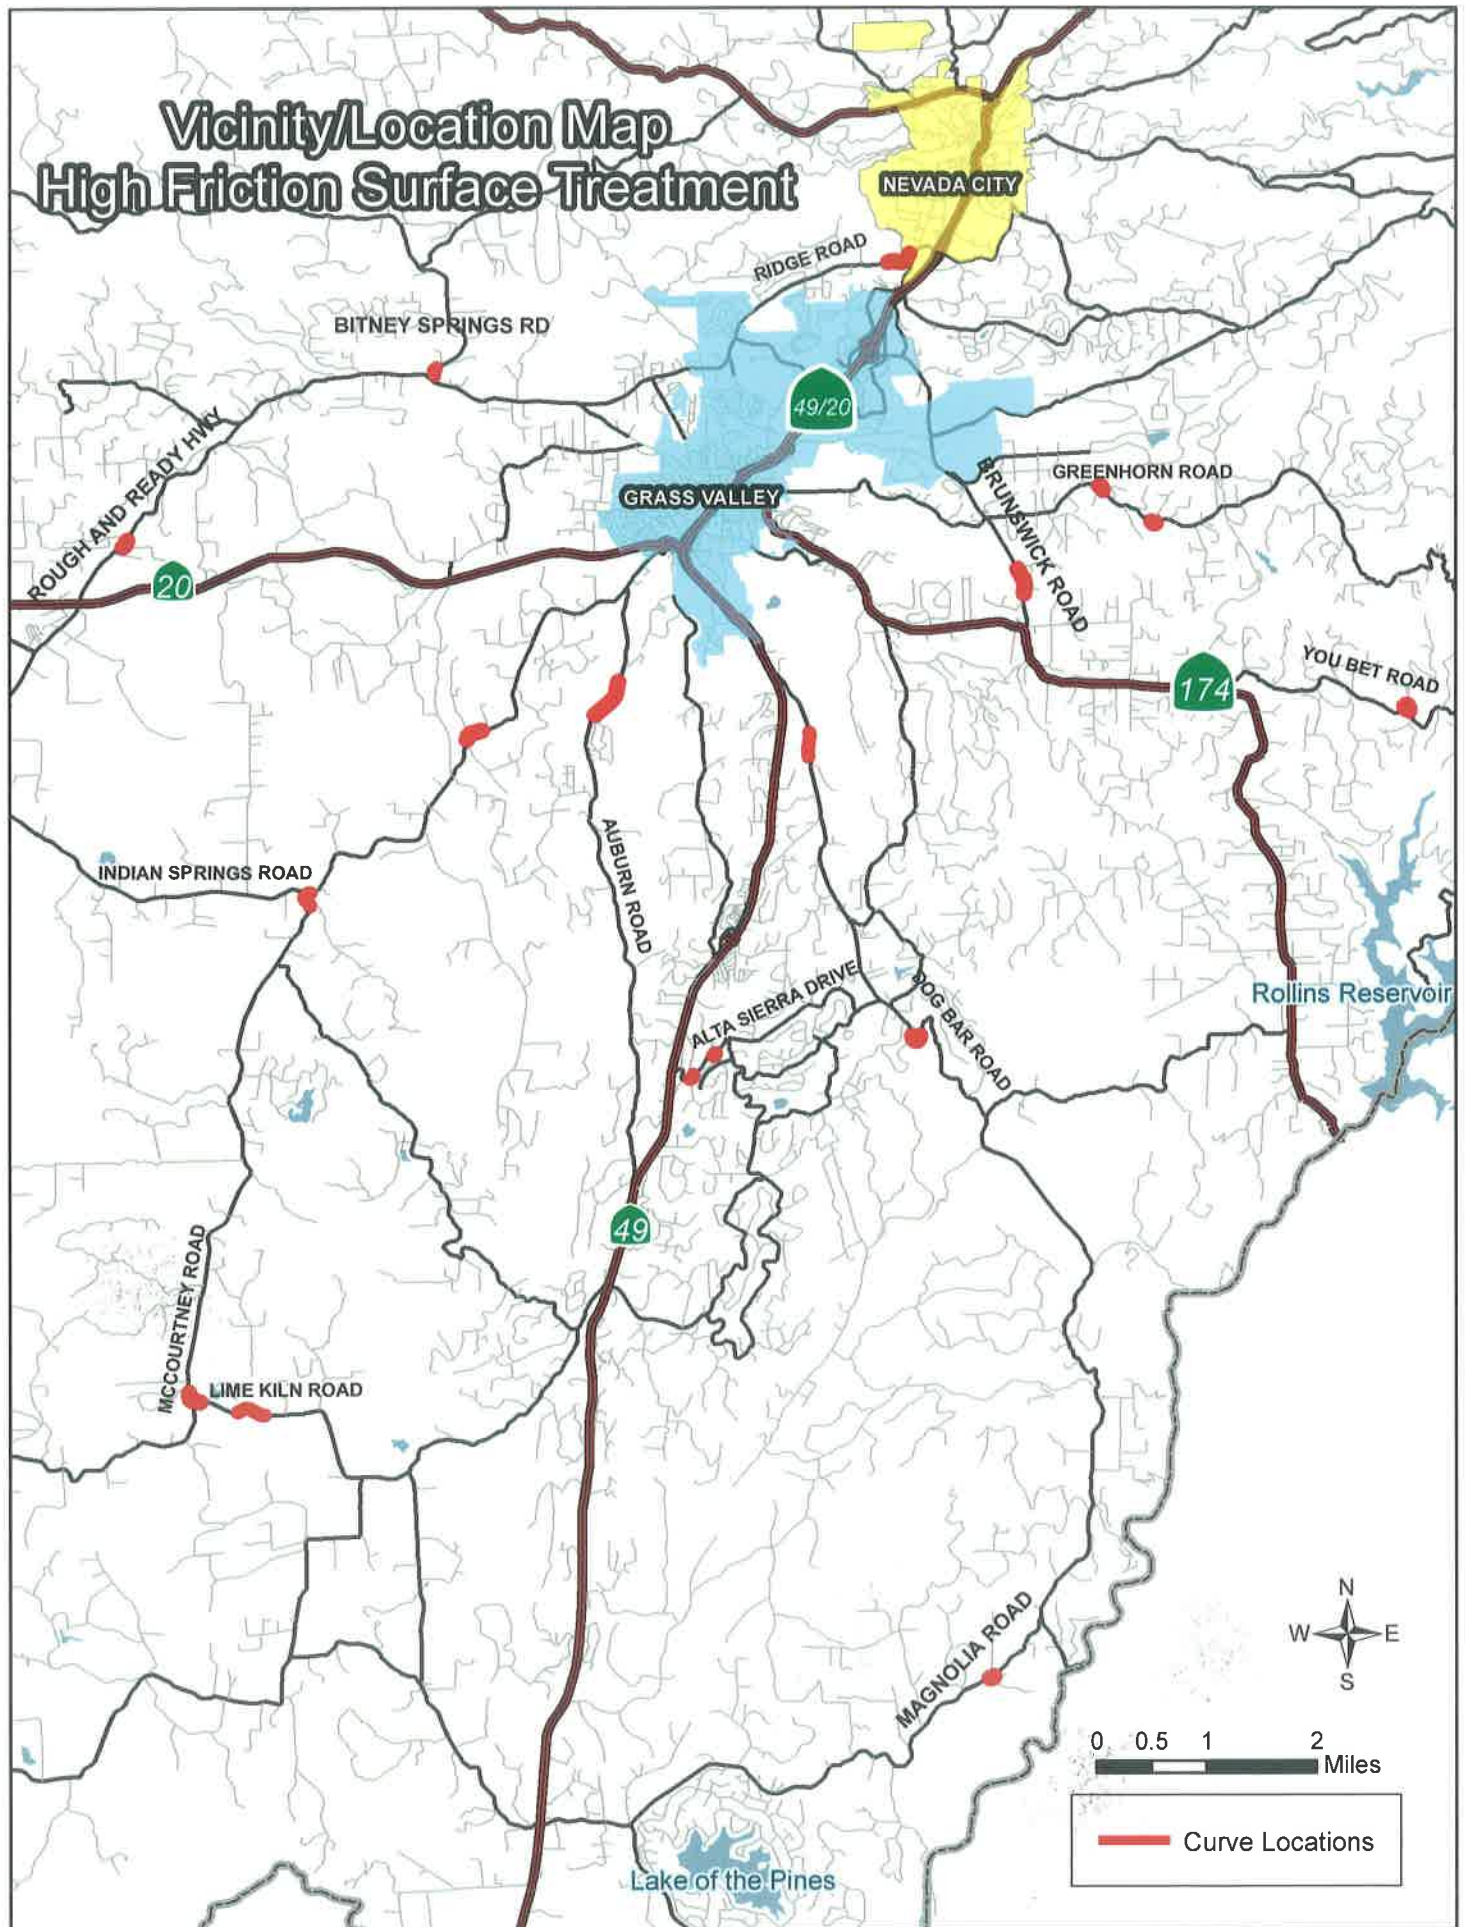 Vicinity/Location Map
High Friction Surface Treatment
NEVADA CITY
RIDGE ROAD
BITNEY SPRINGS RD
49/20
ROUGH AND READY HWY
GRASS VALLEY
BRUNSWICK ROAD
GREENHORN ROAD
20
YOU BET ROAD
174
INDIAN SPRINGS ROAD
AUBURN ROAD
ALTA SIERRA DRIVE
DOG BAR ROAD
Rollins Reservoir
49
MCCOURTNEY ROAD
LIME KILN ROAD
MAGNOLIA ROAD
N
W E
S
0 0.5 1 2
Miles
Curve Locations
Lake of the Pines